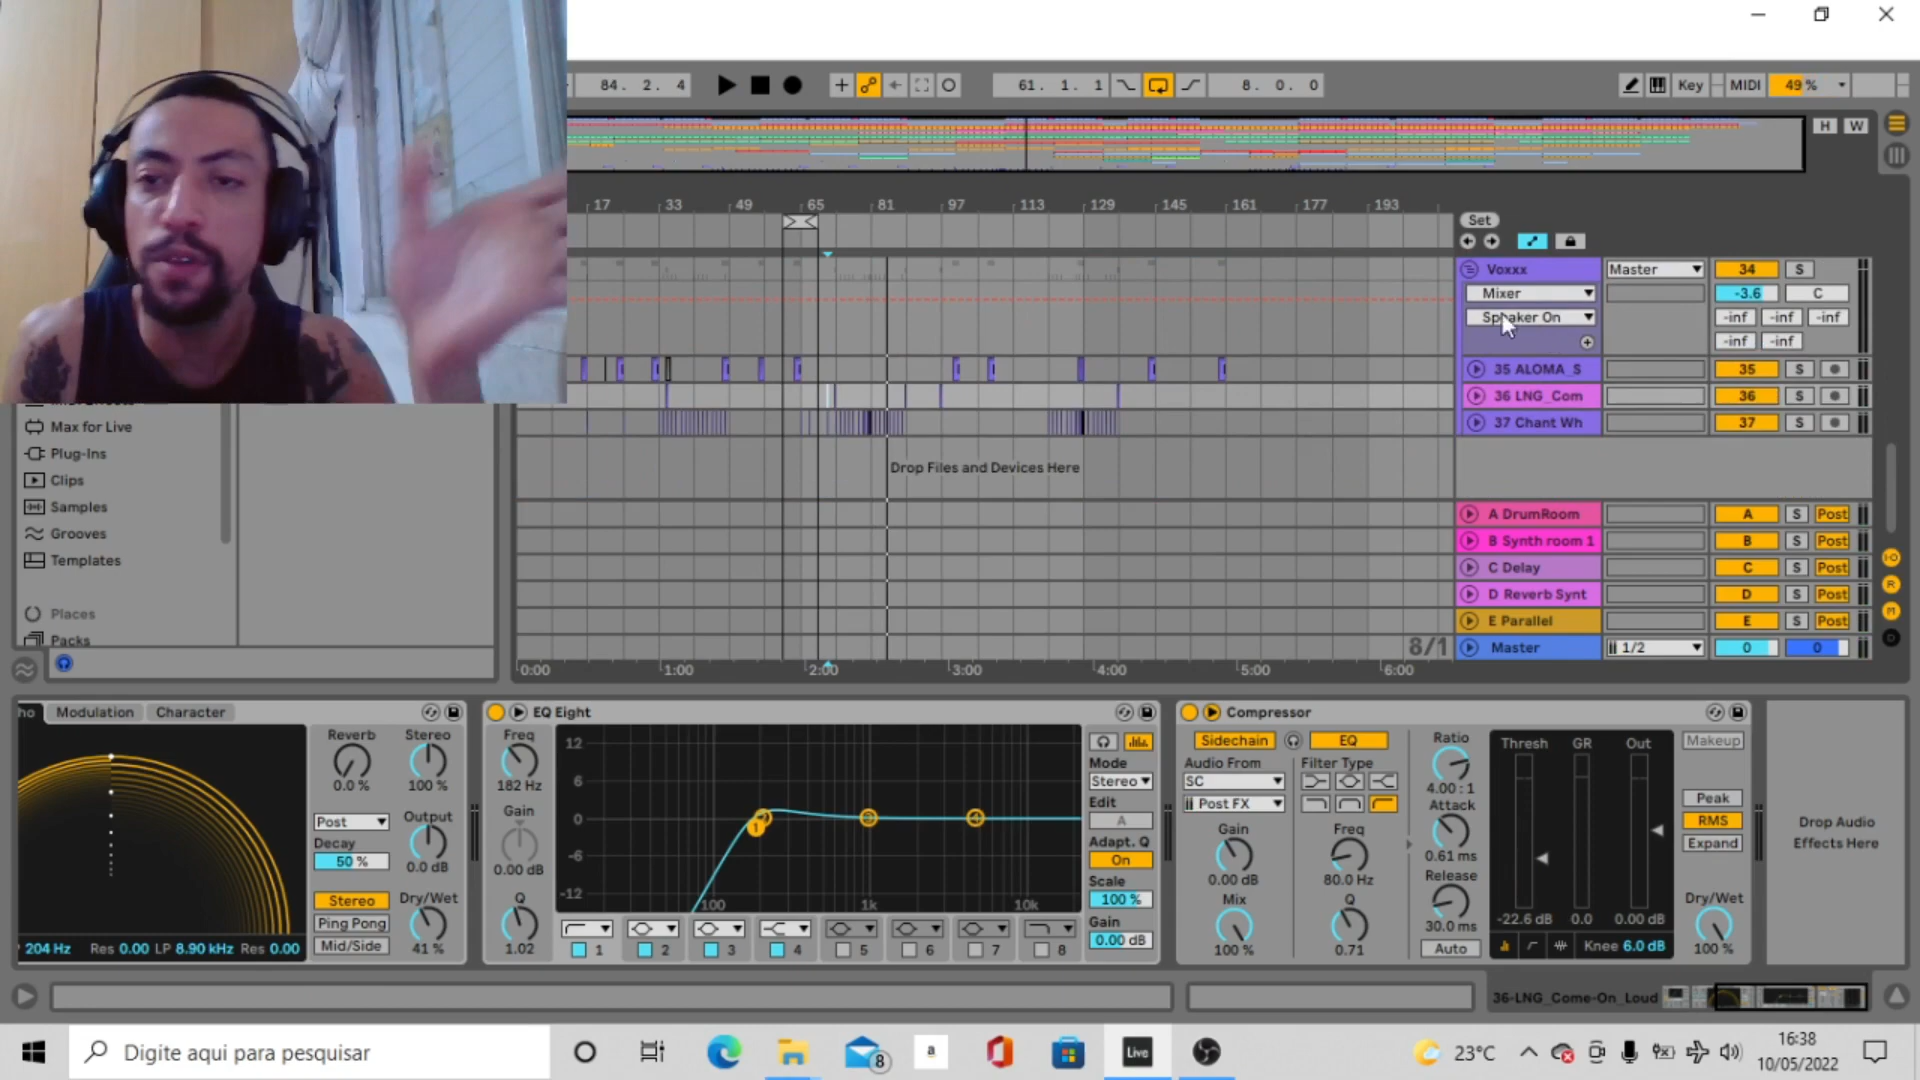 84. 2. 4
61. 1. 1
8. 0. 0
Key
MIDI
49 %
H W
17 33 49 65 81 97 113 129 145 161 177 193
Set
Voxxx Master 34 S
Mixer -3.6 C
Speaker On -inf -inf -inf
-inf -inf
35 ALOMA_S 35 S
36 LNG_Com 36 S
37 Chant Wh 37 S
Drop Files and Devices Here
A DrumRoom A S Post
B Synth room 1 B S Post
C Delay C S Post
D Reverb Synt D S Post
E Parallel E S Post
8/1
Master 1/2 0 0
0:00 1:00 2:00 3:00 4:00 5:00 6:00
Max for Live
Plug-Ins
Clips
Samples
Grooves
Templates
Places
Packs
ho Modulation Character
Reverb Stereo
0.0 % 100 %
Post Output
Decay
50 % 0.0 dB
Stereo Dry/Wet
Ping Pong
Mid/Side 41 %
204 Hz Res 0.00 LP 8.90 kHz Res 0.00
EQ Eight
Freq
182 Hz
Gain
0.00 dB
Q
1.02
12
6
0
-6
-12
100 1k 10k
1 2 3 4 5 6 7 8
Mode
Stereo
Edit
A
Adapt. Q
On
Scale
100 %
Gain
0.00 dB
Compressor
Sidechain EQ
Audio From Filter Type
SC
Post FX
Gain Freq
0.00 dB 80.0 Hz
Mix Q
100 % 0.71
Ratio
4.00 : 1
Attack
0.61 ms
Release
30.0 ms
Auto
Thresh GR Out
-22.6 dB 0.0 0.00 dB
Knee 6.0 dB
Makeup
Peak
RMS
Expand
Dry/Wet
100 %
Drop Audio
Effects Here
36-LNG_Come-On_Loud
Digite aqui para pesquisar
8
a
Live
23°C
16:38
10/05/2022